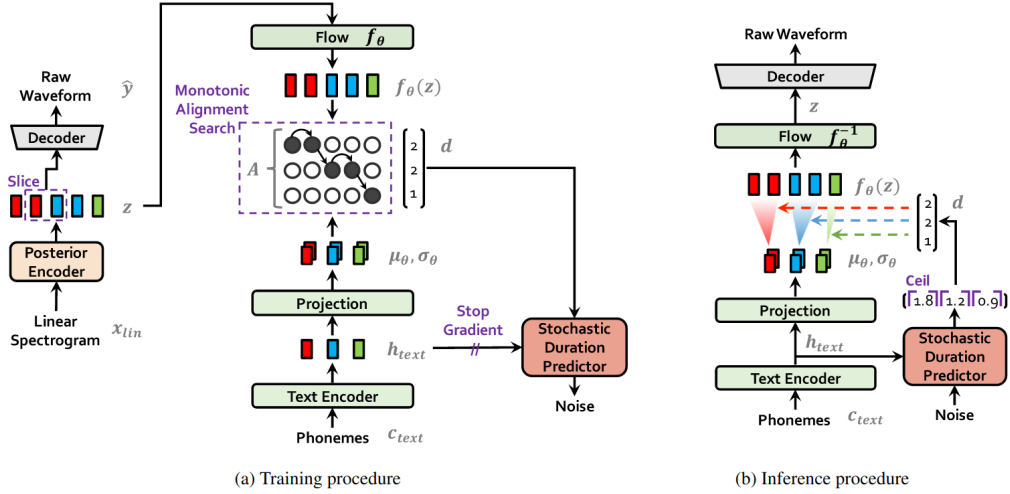 Flow f_θ
f_θ(z)
Monotonic
Alignment
Search
A
2
2
1
d
μ_θ, σ_θ
Projection
h_text
Stop
Gradient
Stochastic
Duration
Predictor
Noise
Text Encoder
Phonemes c_text
Raw
Waveform
ŷ
Decoder
Slice
z
Posterior
Encoder
Linear
Spectrogram
x_lin
(a) Training procedure
Raw Waveform
Decoder
z
Flow f_θ^{-1}
f_θ(z)
2
2
1
d
μ_θ, σ_θ
Ceil
1.8 1.2 0.9
Projection
h_text
Stochastic
Duration
Predictor
Text Encoder
Noise
Phonemes c_text
(b) Inference procedure